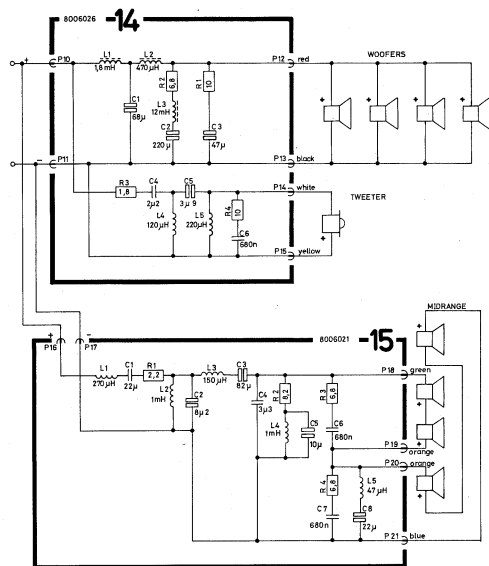 8006026 -14
P10
L1
1,8 mH
L2
470 µH
P12 red
WOOFERS
R2
6,8
R1
10
L3
12mH
C1
68µ
C2
220 µ
C3
47µ
P11
P13 black
P14 white
TWEETER
R3
1,8
C4
2µ2
C5
3µ9
R4
10
L4
120µH
L5
220µH
C6
680n
P15 yellow
MIDRANGE
P16
P17
8006021 -15
P18 green
L1
270 µH
C1
22µ
R1
2,2
L2
1mH
C2
8µ2
L3
150 µH
C3
82µ
C4
3µ3
R2
8,2
R3
6,8
L4
1mH
C5
10µ
C6
680n
P19 orange
P20 orange
R4
6,8
L5
47µH
C7
680n
C8
22µ
P21 blue